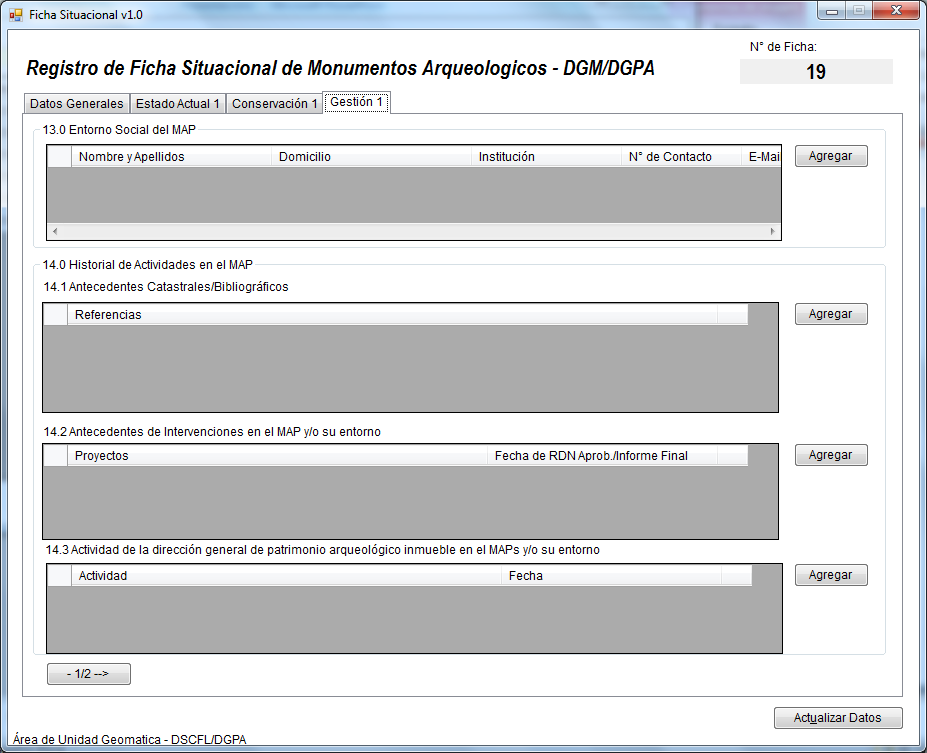 Ficha Situacional v1.0
N° de Ficha:
Registro de Ficha Situacional de Monumentos Arqueologicos - DGM/DGPA
19
Datos Generales Estado Actual 1 Conservación 1 Gestión 1
13.0 Entorno Social del MAP
Nombre y Apellidos Domicilio Institución N° de Contacto E-Mai
Agregar
14.0 Historial de Actividades en el MAP
14.1 Antecedentes Catastrales/Bibliográficos
Referencias
Agregar
14.2 Antecedentes de Intervenciones en el MAP y/o su entorno
Proyectos Fecha de RDN Aprob./Informe Final
Agregar
14.3 Actividad de la dirección general de patrimonio arqueológico inmueble en el MAPs y/o su entorno
Actividad Fecha
Agregar
- 1/2 -->
Actualizar Datos
Área de Unidad Geomatica - DSCFL/DGPA